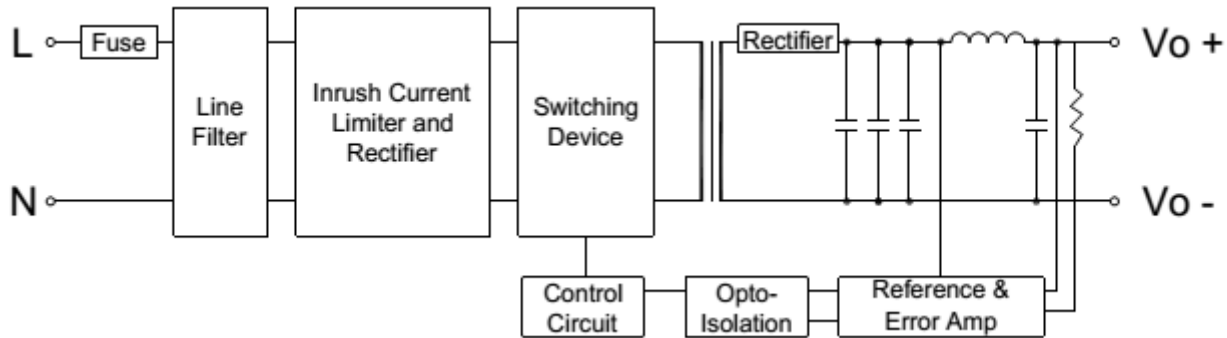 L
Fuse
Line
Filter
Inrush Current
Limiter and
Rectifier
Switching
Device
Rectifier
Vo +
N
Vo -
Control
Circuit
Opto-
Isolation
Reference &
Error Amp